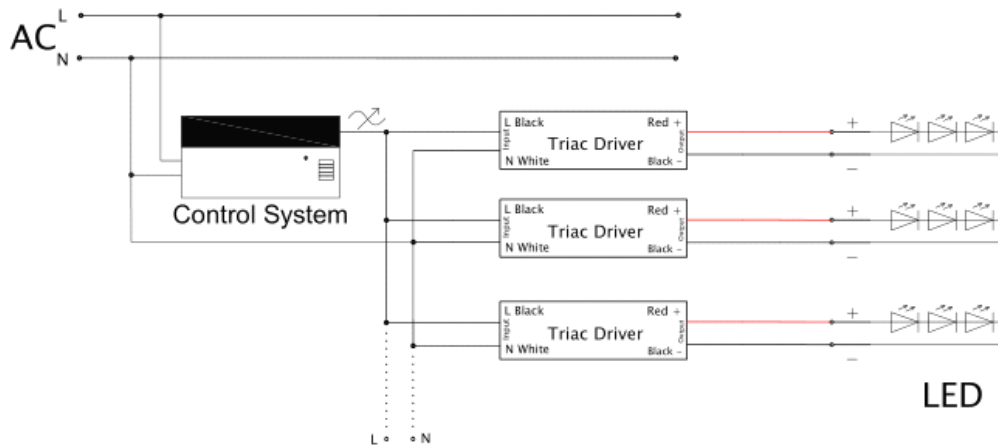 AC
L
N
Control System
L Black
Red +
Input
Triac Driver
Output
N White
Black -
+
−
L Black
Red +
Input
Triac Driver
Output
N White
Black -
+
−
L Black
Red +
Input
Triac Driver
Output
N White
Black -
+
−
LED
L
N